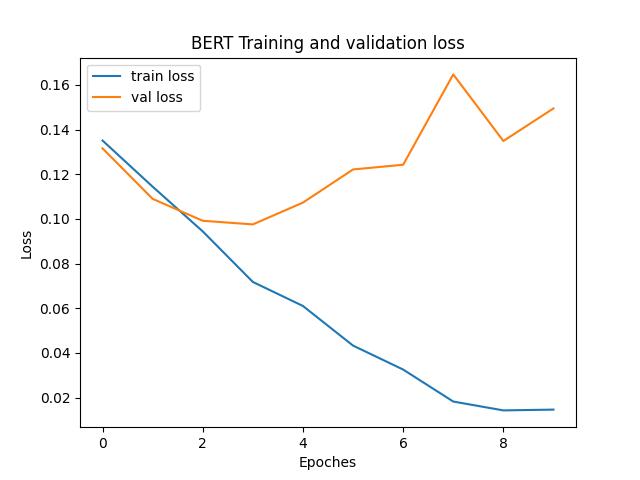 BERT Training and validation loss
train loss
val loss
0.16
0.14
0.12
0.10
0.08
0.06
0.04
0.02
Loss
0 2 4 6 8
Epoches